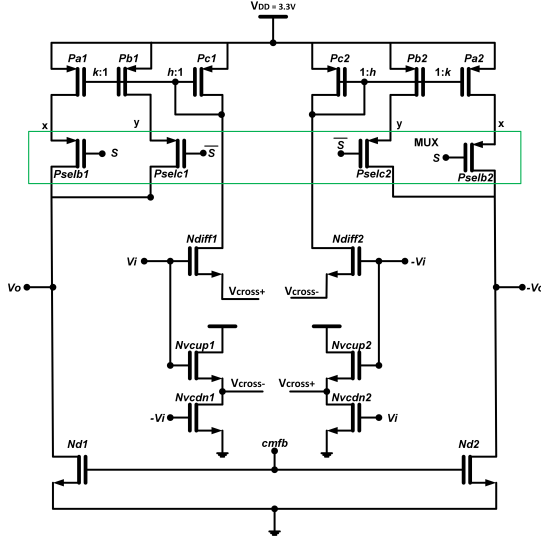 VDD = 3.3V
Pa1 Pb1 Pc1 Pc2 Pb2 Pa2
k:1 h:1 1:h 1:k
x y y x
S S̅ S̅ MUX S
Pselb1 Pselc1 Pselc2 Pselb2
Ndiff1 Ndiff2
Vi -Vi
Vo Vcross+ Vcross- -Vo
Nvcup1 Nvcup2
Vcross- Vcross+
Nvcdn1 Nvcdn2
-Vi Vi
cmfb
Nd1 Nd2